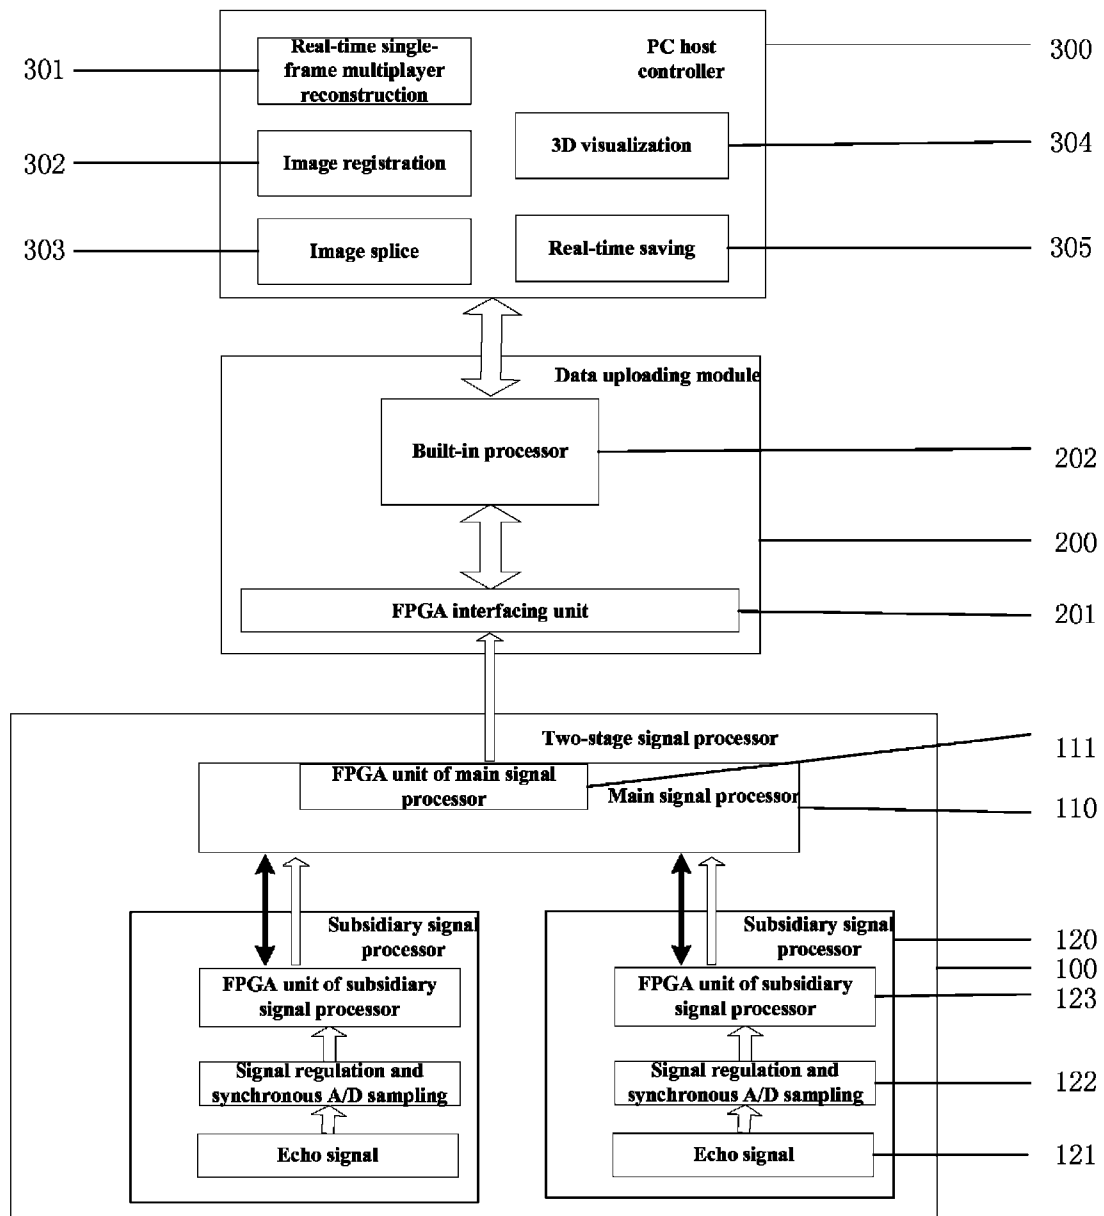 Real-time single-
frame multiplayer
reconstruction
301
PC host
controller
300
Image registration
302
3D visualization
304
Image splice
303
Real-time saving
305
Data uploading module
Built-in processor
202
200
FPGA interfacing unit
201
Two-stage signal processor
111
FPGA unit of main signal
processor
Main signal processor
110
Subsidiary signal
processor
Subsidiary signal
processor
120
100
FPGA unit of subsidiary
signal processor
FPGA unit of subsidiary
signal processor
123
Signal regulation and
synchronous A/D sampling
Signal regulation and
synchronous A/D sampling
122
Echo signal
Echo signal
121